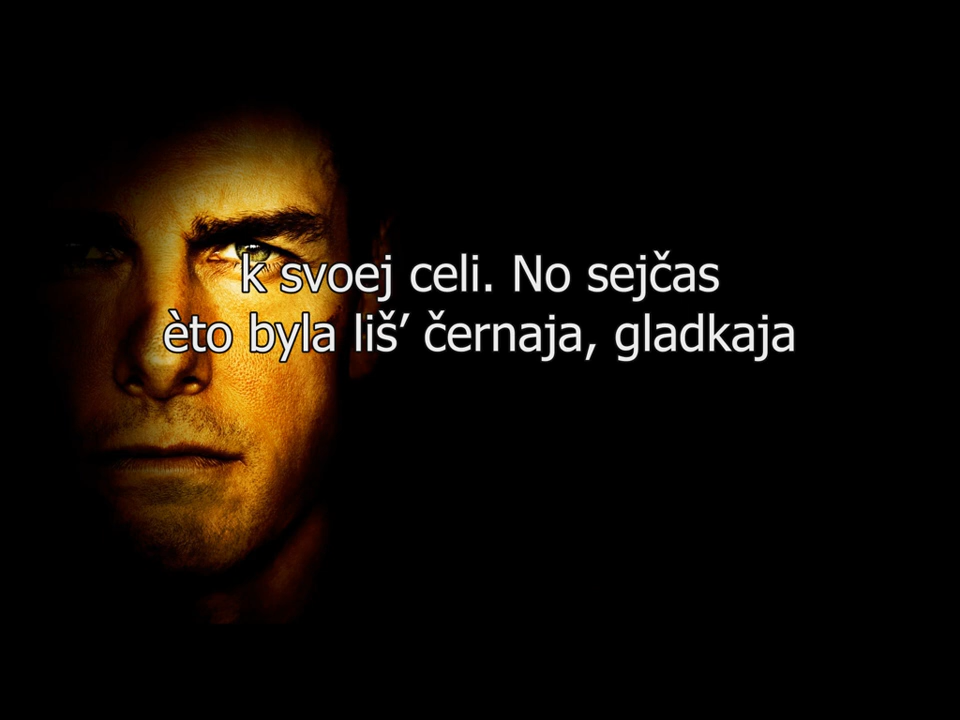 k svoej celi. No sejčas
èto byla liš’ černaja, gladkaja